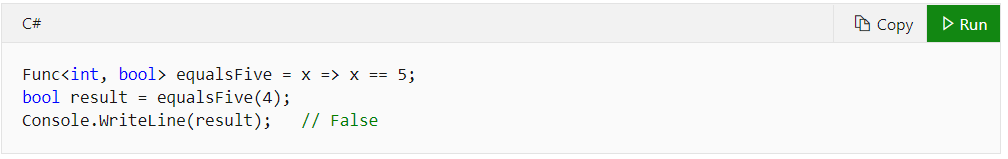 C#
Copy
Run
Func<int, bool> equalsFive = x => x == 5;
bool result = equalsFive(4);
Console.WriteLine(result);   // False